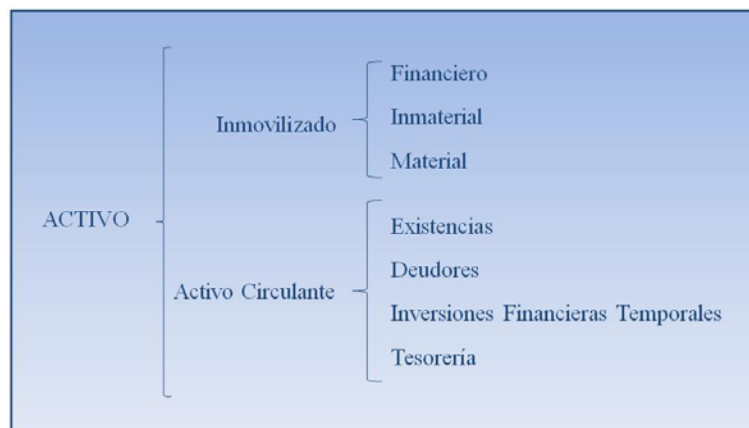 Financiero
Inmovilizado
Inmaterial
Material
ACTIVO
Existencias
Deudores
Activo Circulante
Inversiones Financieras Temporales
Tesorería